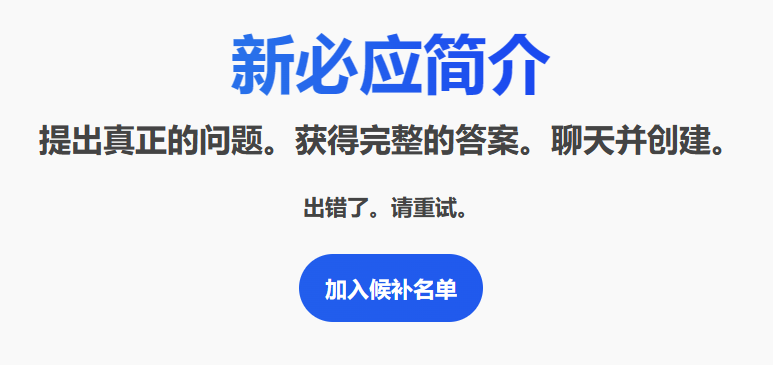 新必应简介
提出真正的问题。获得完整的答案。聊天并创建。
出错了。请重试。
加入候补名单